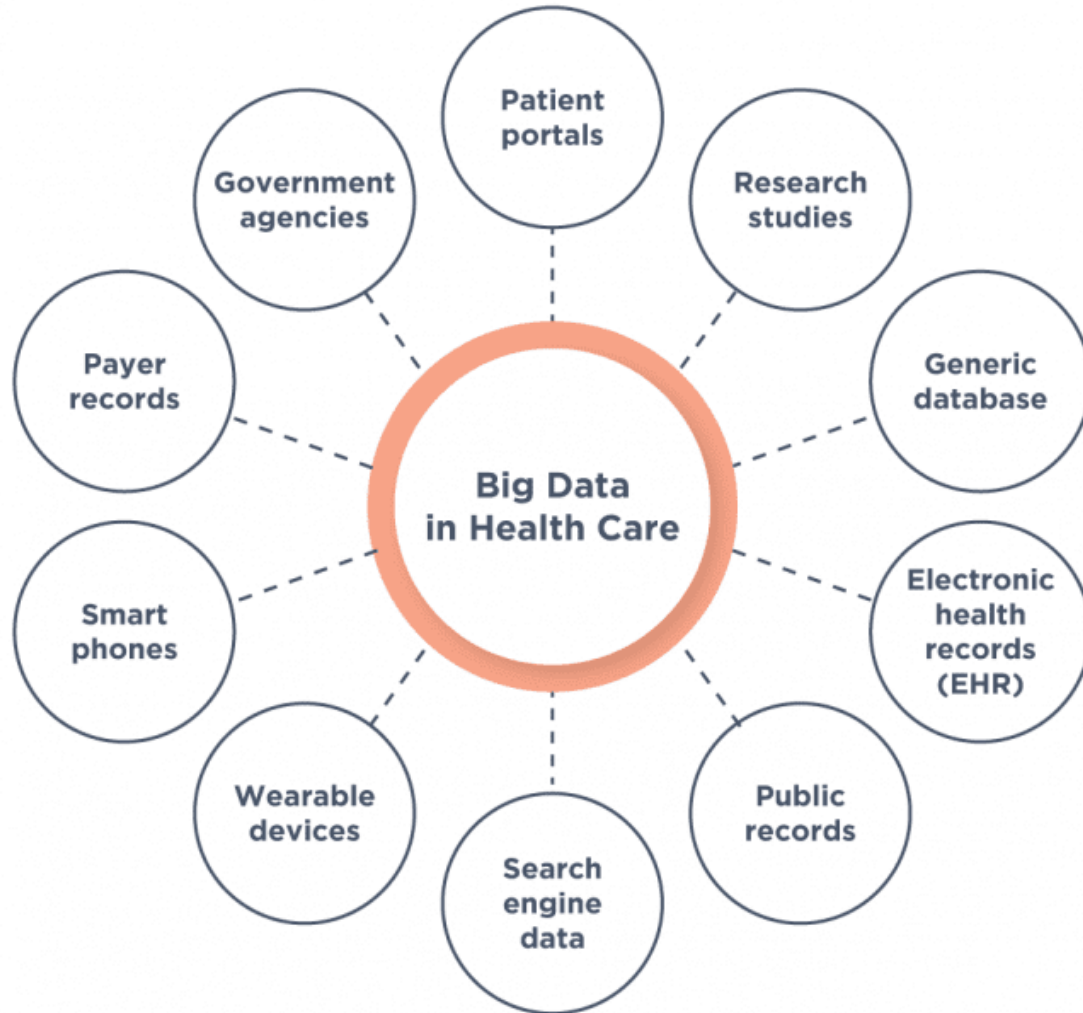 Patient
portals
Research
studies
Generic
database
Electronic
health
records
(EHR)
Public
records
Search
engine
data
Wearable
devices
Smart
phones
Payer
records
Government
agencies
Big Data
in Health Care